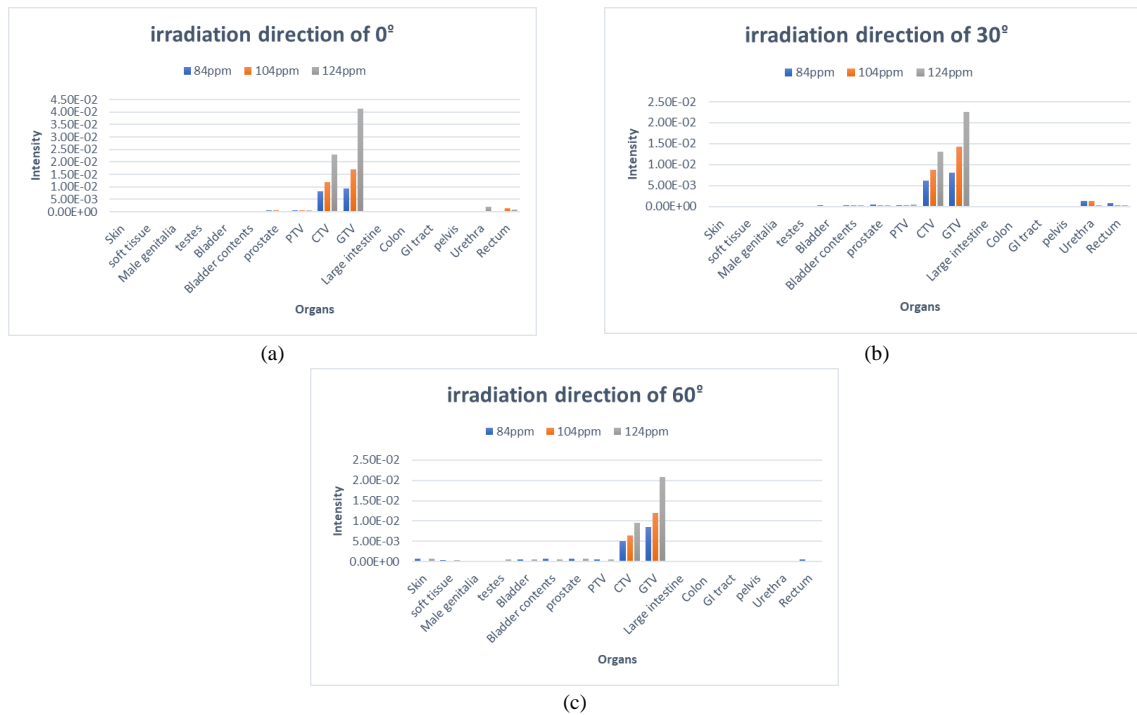 irradiation direction of 0º
84ppm 104ppm 124ppm
4.50E-02
4.00E-02
3.50E-02
3.00E-02
2.50E-02
2.00E-02
1.50E-02
1.00E-02
5.00E-03
0.00E+00
Intensity
Skin
soft tissue
Male genitalia
testes
Bladder
Bladder contents
prostate
PTV
CTV
GTV
Large intestine
Colon
GI tract
pelvis
Urethra
Rectum
Organs
(a)
irradiation direction of 30º
84ppm 104ppm 124ppm
2.50E-02
2.00E-02
1.50E-02
1.00E-02
5.00E-03
0.00E+00
Intensity
Skin
soft tissue
Male genitalia
testes
Bladder
Bladder contents
prostate
PTV
CTV
GTV
Large intestine
Colon
GI tract
pelvis
Urethra
Rectum
Organs
(b)
irradiation direction of 60º
84ppm 104ppm 124ppm
2.50E-02
2.00E-02
1.50E-02
1.00E-02
5.00E-03
0.00E+00
Intensity
Skin
soft tissue
Male genitalia
testes
Bladder
Bladder contents
prostate
PTV
CTV
GTV
Large intestine
Colon
GI tract
pelvis
Urethra
Rectum
Organs
(c)